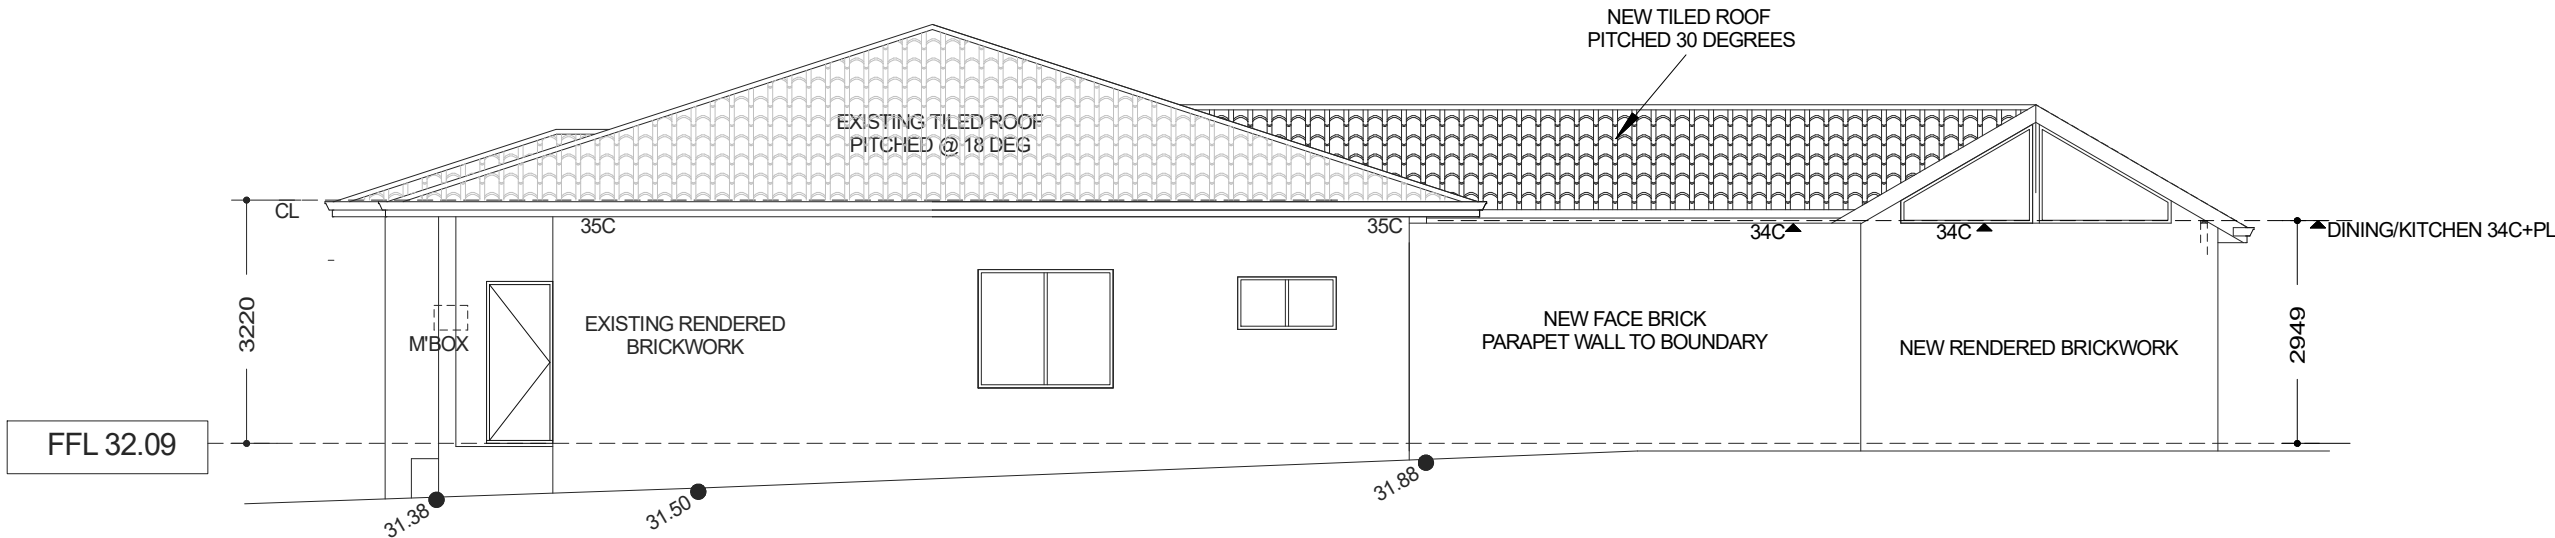 NEW TILED ROOF
PITCHED 30 DEGREES
EXISTING TILED ROOF
PITCHED @ 18 DEG
CL
35C
35C
34C
34C
DINING/KITCHEN 34C+PL
3220
M'BOX
EXISTING RENDERED
BRICKWORK
NEW FACE BRICK
PARAPET WALL TO BOUNDARY
NEW RENDERED BRICKWORK
2949
FFL 32.09
31.38
31.50
31.88